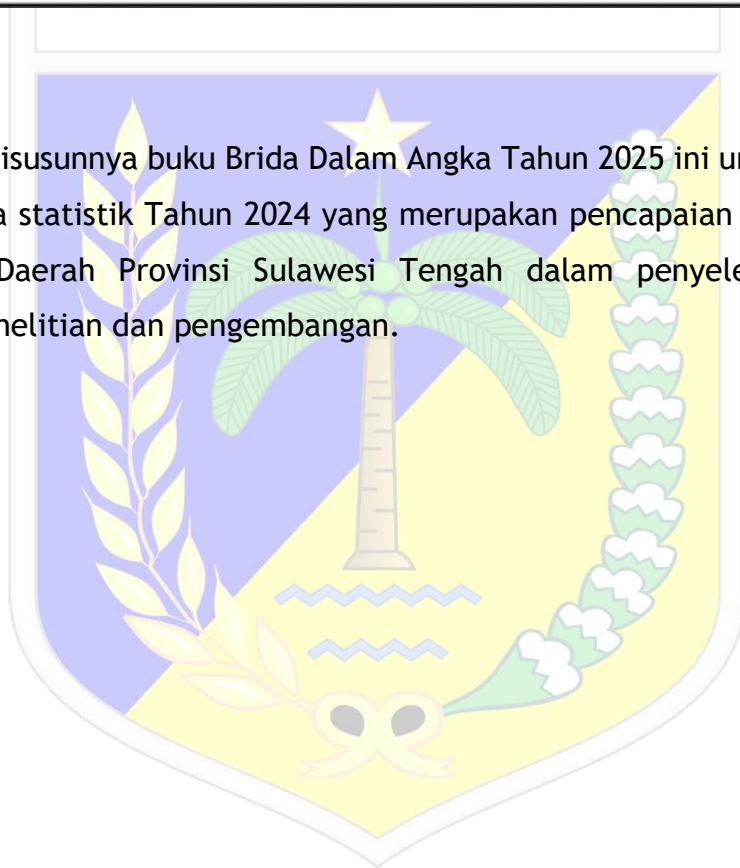 isusunnya buku Brida Dalam Angka Tahun 2025 ini u
a statistik Tahun 2024 yang merupakan pencapaian
Daerah Provinsi Sulawesi Tengah dalam penyele
nelitian dan pengembangan.